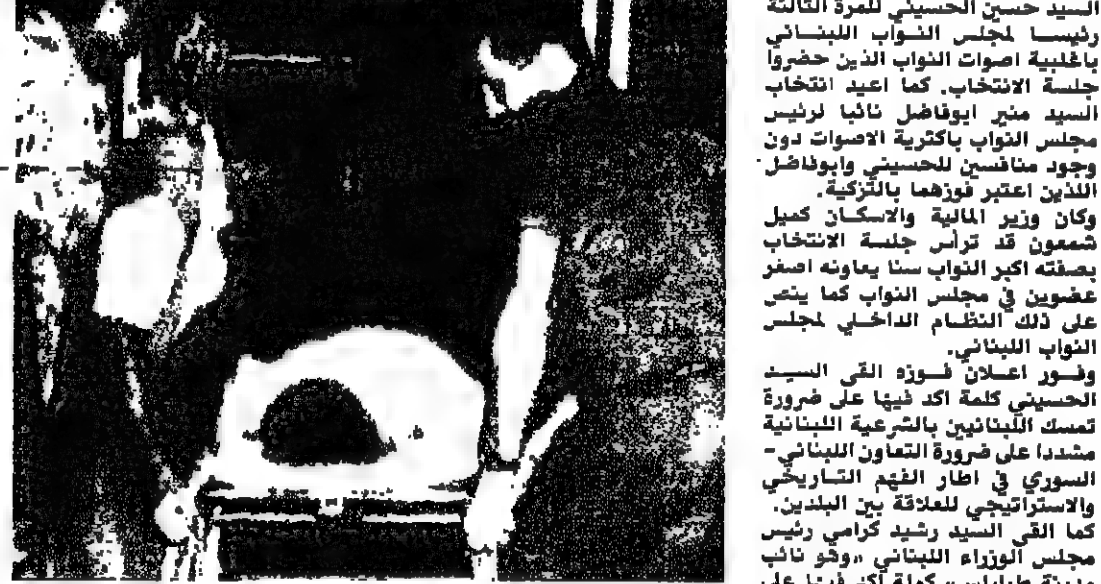 السيد حسين الحسيني للمرة الثالثة
رئيسا لمجلس النواب اللبناني
باغلبية اصوات النواب الذين حضروا
جلسة الانتخاب. كما اعيد انتخاب
السيد منير ابوفاضل نائبا لرئيس
مجلس النواب باكثرية الاصوات دون
وجود منافسين للحسيني وابوفاضل
اللذين اعتبر فوزهما بالتزكية.
وكان وزير المالية والاسكان كميل
شمعون قد ترأس جلسة الانتخاب
بصفته اكبر النواب سنا يعاونه اصغر
عضوين في مجلس النواب كما ينص
على ذلك النظام الداخلي لمجلس
النواب اللبناني.
وفور اعلان فوزه القى السيد
الحسيني كلمة اكد فيها على ضرورة
تمسك اللبنانيين بالشرعية اللبنانية
مشددا على ضرورة التعاون اللبناني -
السوري في اطار الفهم التاريخي
والاستراتيجي للعلاقة بين البلدين.
كما القى السيد رشيد كرامي رئيس
مجلس الوزراء اللبناني «وهو نائب
كلمة اكد فيها على